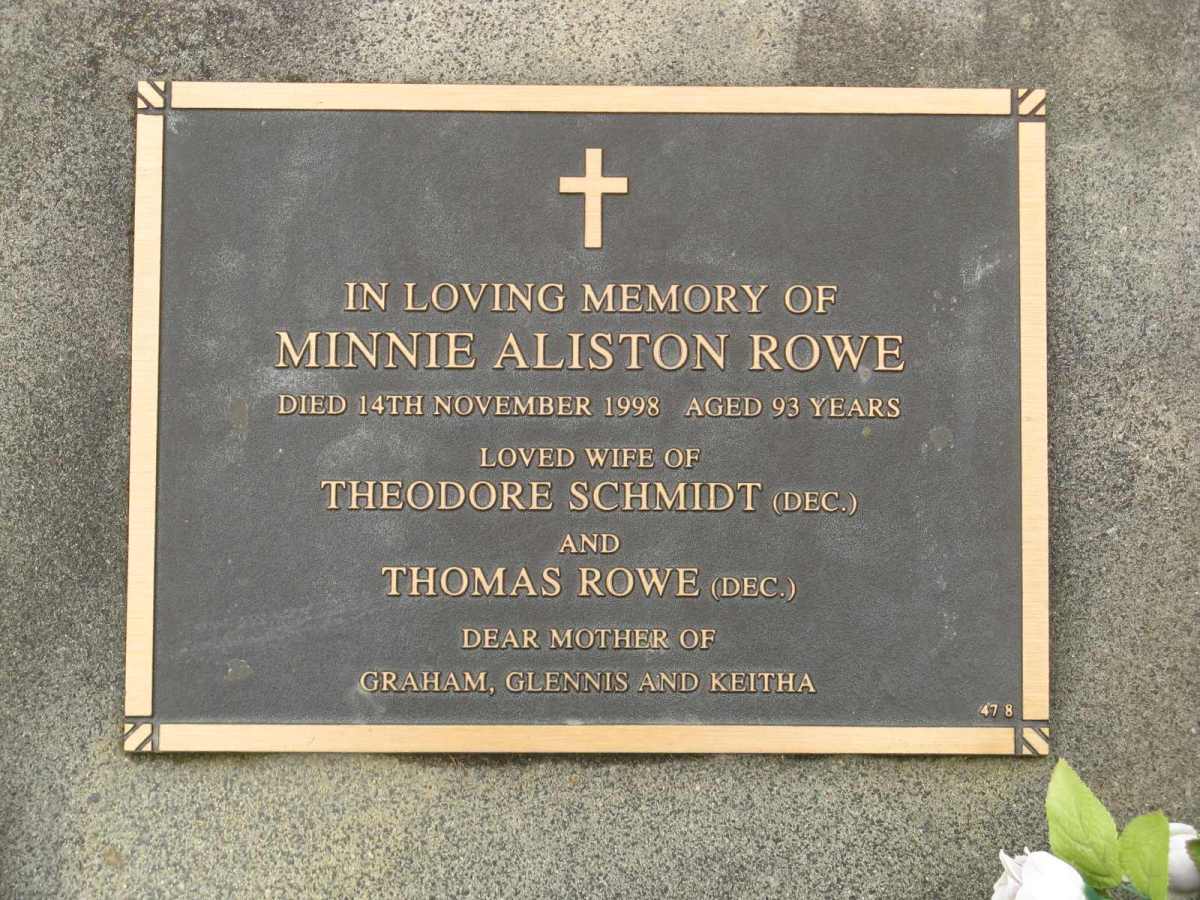 IN LOVING MEMORY OF
MINNIE ALISTON ROWE
DIED 14TH NOVEMBER 1998 AGED 93 YEARS
LOVED WIFE OF
THEODORE SCHMIDT (DEC.)
AND
THOMAS ROWE (DEC.)
DEAR MOTHER OF
GRAHAM, GLENNIS AND KEITHA
47 8